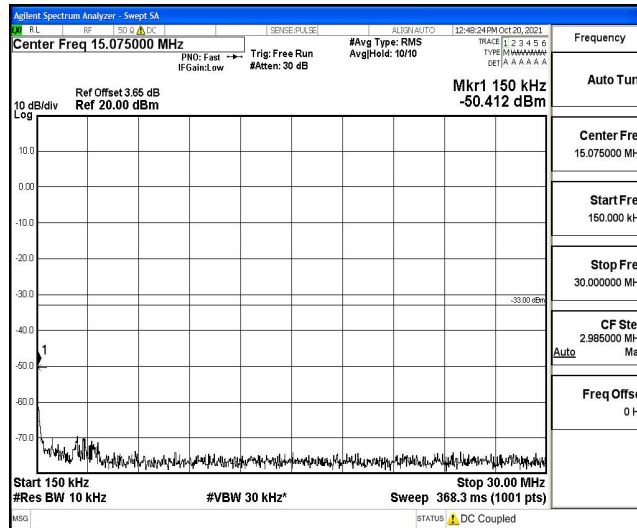 Agilent Spectrum Analyzer - Swept SA
RL RF 50 Ω DC SENSE:PULSE ALIGN AUTO 12:48:24 PM Oct 20, 2021
Center Freq 15.075000 MHz
PNO: Fast
IFGain:Low
Trig: Free Run
#Atten: 30 dB
#Avg Type: RMS
Avg|Hold: 10/10
TRACE 1 2 3 4 5 6
TYPE M
DET A A A A A A
Frequency
Auto Tun
Mkr1 150 kHz
-50.412 dBm
Ref Offset 3.65 dB
10 dB/div Ref 20.00 dBm
Log
10.0
0.00
-10.0
-20.0
-30.0
-33.00 dBm
-40.0
1
-50.0
-60.0
-70.0
Center Fre
15.075000 MH
Start Fre
150.000 kH
Stop Fre
30.000000 MH
CF Ste
2.985000 MH
Auto Ma
Freq Offse
0 H
Start 150 kHz Stop 30.00 MHz
#Res BW 10 kHz #VBW 30 kHz* Sweep 368.3 ms (1001 pts)
MSG STATUS DC Coupled